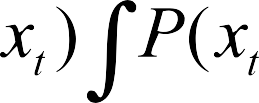 x_t) ∫ P(x_t